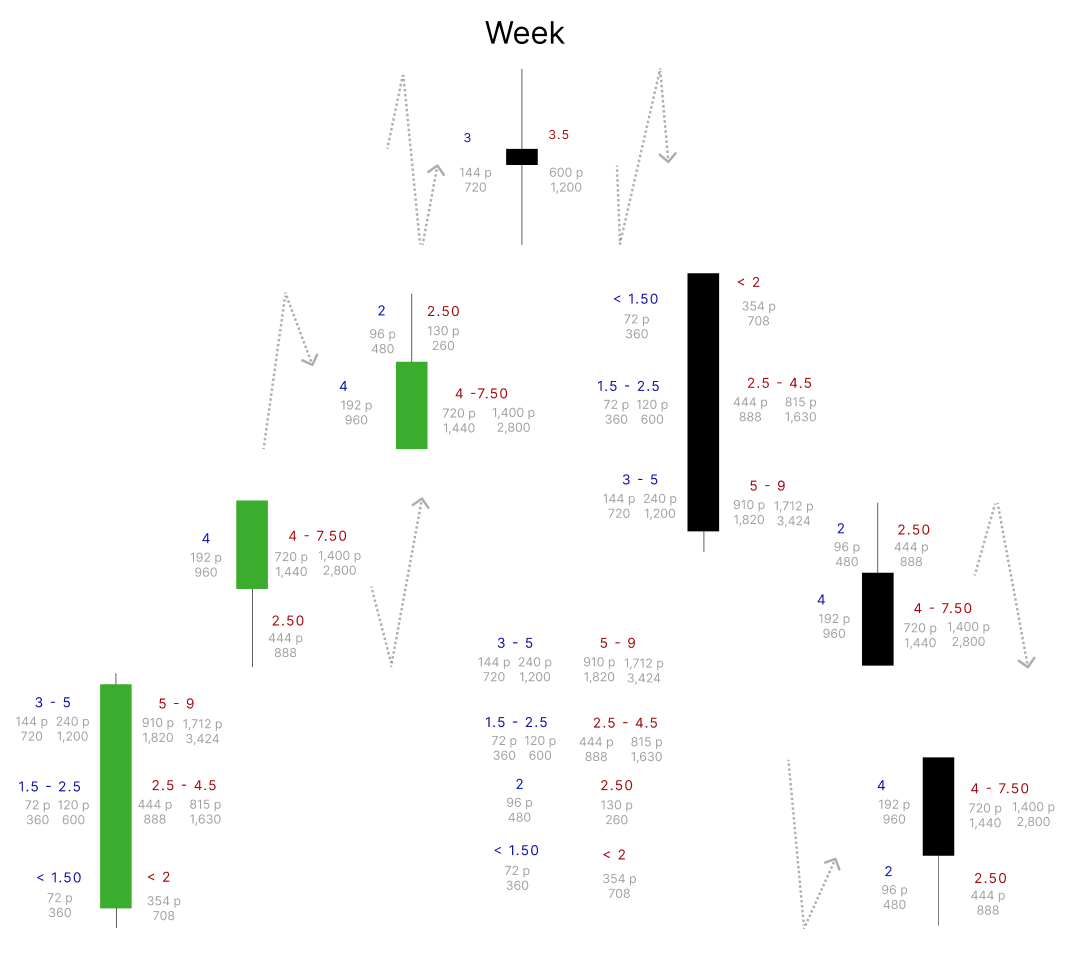 Week
3
3.5
144 p
720
600 p
1,200
2
2.50
96 p
480
130 p
260
4
4 -7.50
192 p
960
720 p 1,400 p
1,440 2,800
< 1.50
< 2
72 p
360
354 p
708
1.5 - 2.5
2.5 - 4.5
72 p 120 p
360 600
444 p 815 p
888 1,630
3 - 5
5 - 9
144 p 240 p
720 1,200
910 p 1,712 p
1,820 3,424
4
4 - 7.50
192 p
960
720 p 1,400 p
1,440 2,800
2.50
444 p
888
2
2.50
96 p
480
444 p
888
4
4 - 7.50
192 p
960
720 p 1,400 p
1,440 2,800
3 - 5
5 - 9
144 p 240 p
720 1,200
910 p 1,712 p
1,820 3,424
1.5 - 2.5
2.5 - 4.5
72 p 120 p
360 600
444 p 815 p
888 1,630
< 1.50
< 2
72 p
360
354 p
708
3 - 5
5 - 9
144 p 240 p
720 1,200
910 p 1,712 p
1,820 3,424
1.5 - 2.5
2.5 - 4.5
72 p 120 p
360 600
444 p 815 p
888 1,630
2
2.50
96 p
480
130 p
260
< 1.50
< 2
72 p
360
354 p
708
4
4 - 7.50
192 p
960
720 p 1,400 p
1,440 2,800
2
2.50
96 p
480
444 p
888